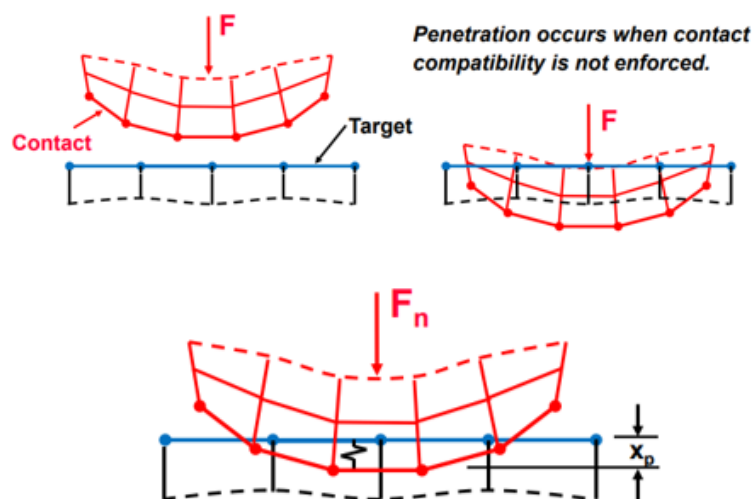 F
Penetration occurs when contact
compatibility is not enforced.
Contact
Target
F
Fn
xp